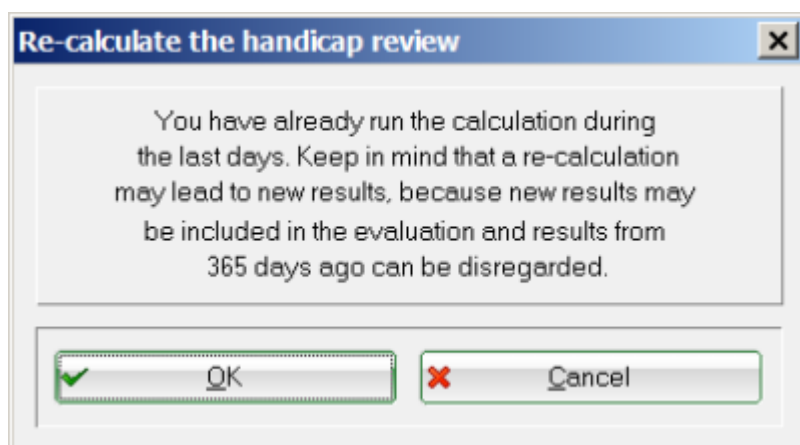 Re-calculate the handicap review
You have already run the calculation during
the last days. Keep in mind that a re-calculation
may lead to new results, because new results may
be included in the evaluation and results from
365 days ago can be disregarded.
OK
Cancel